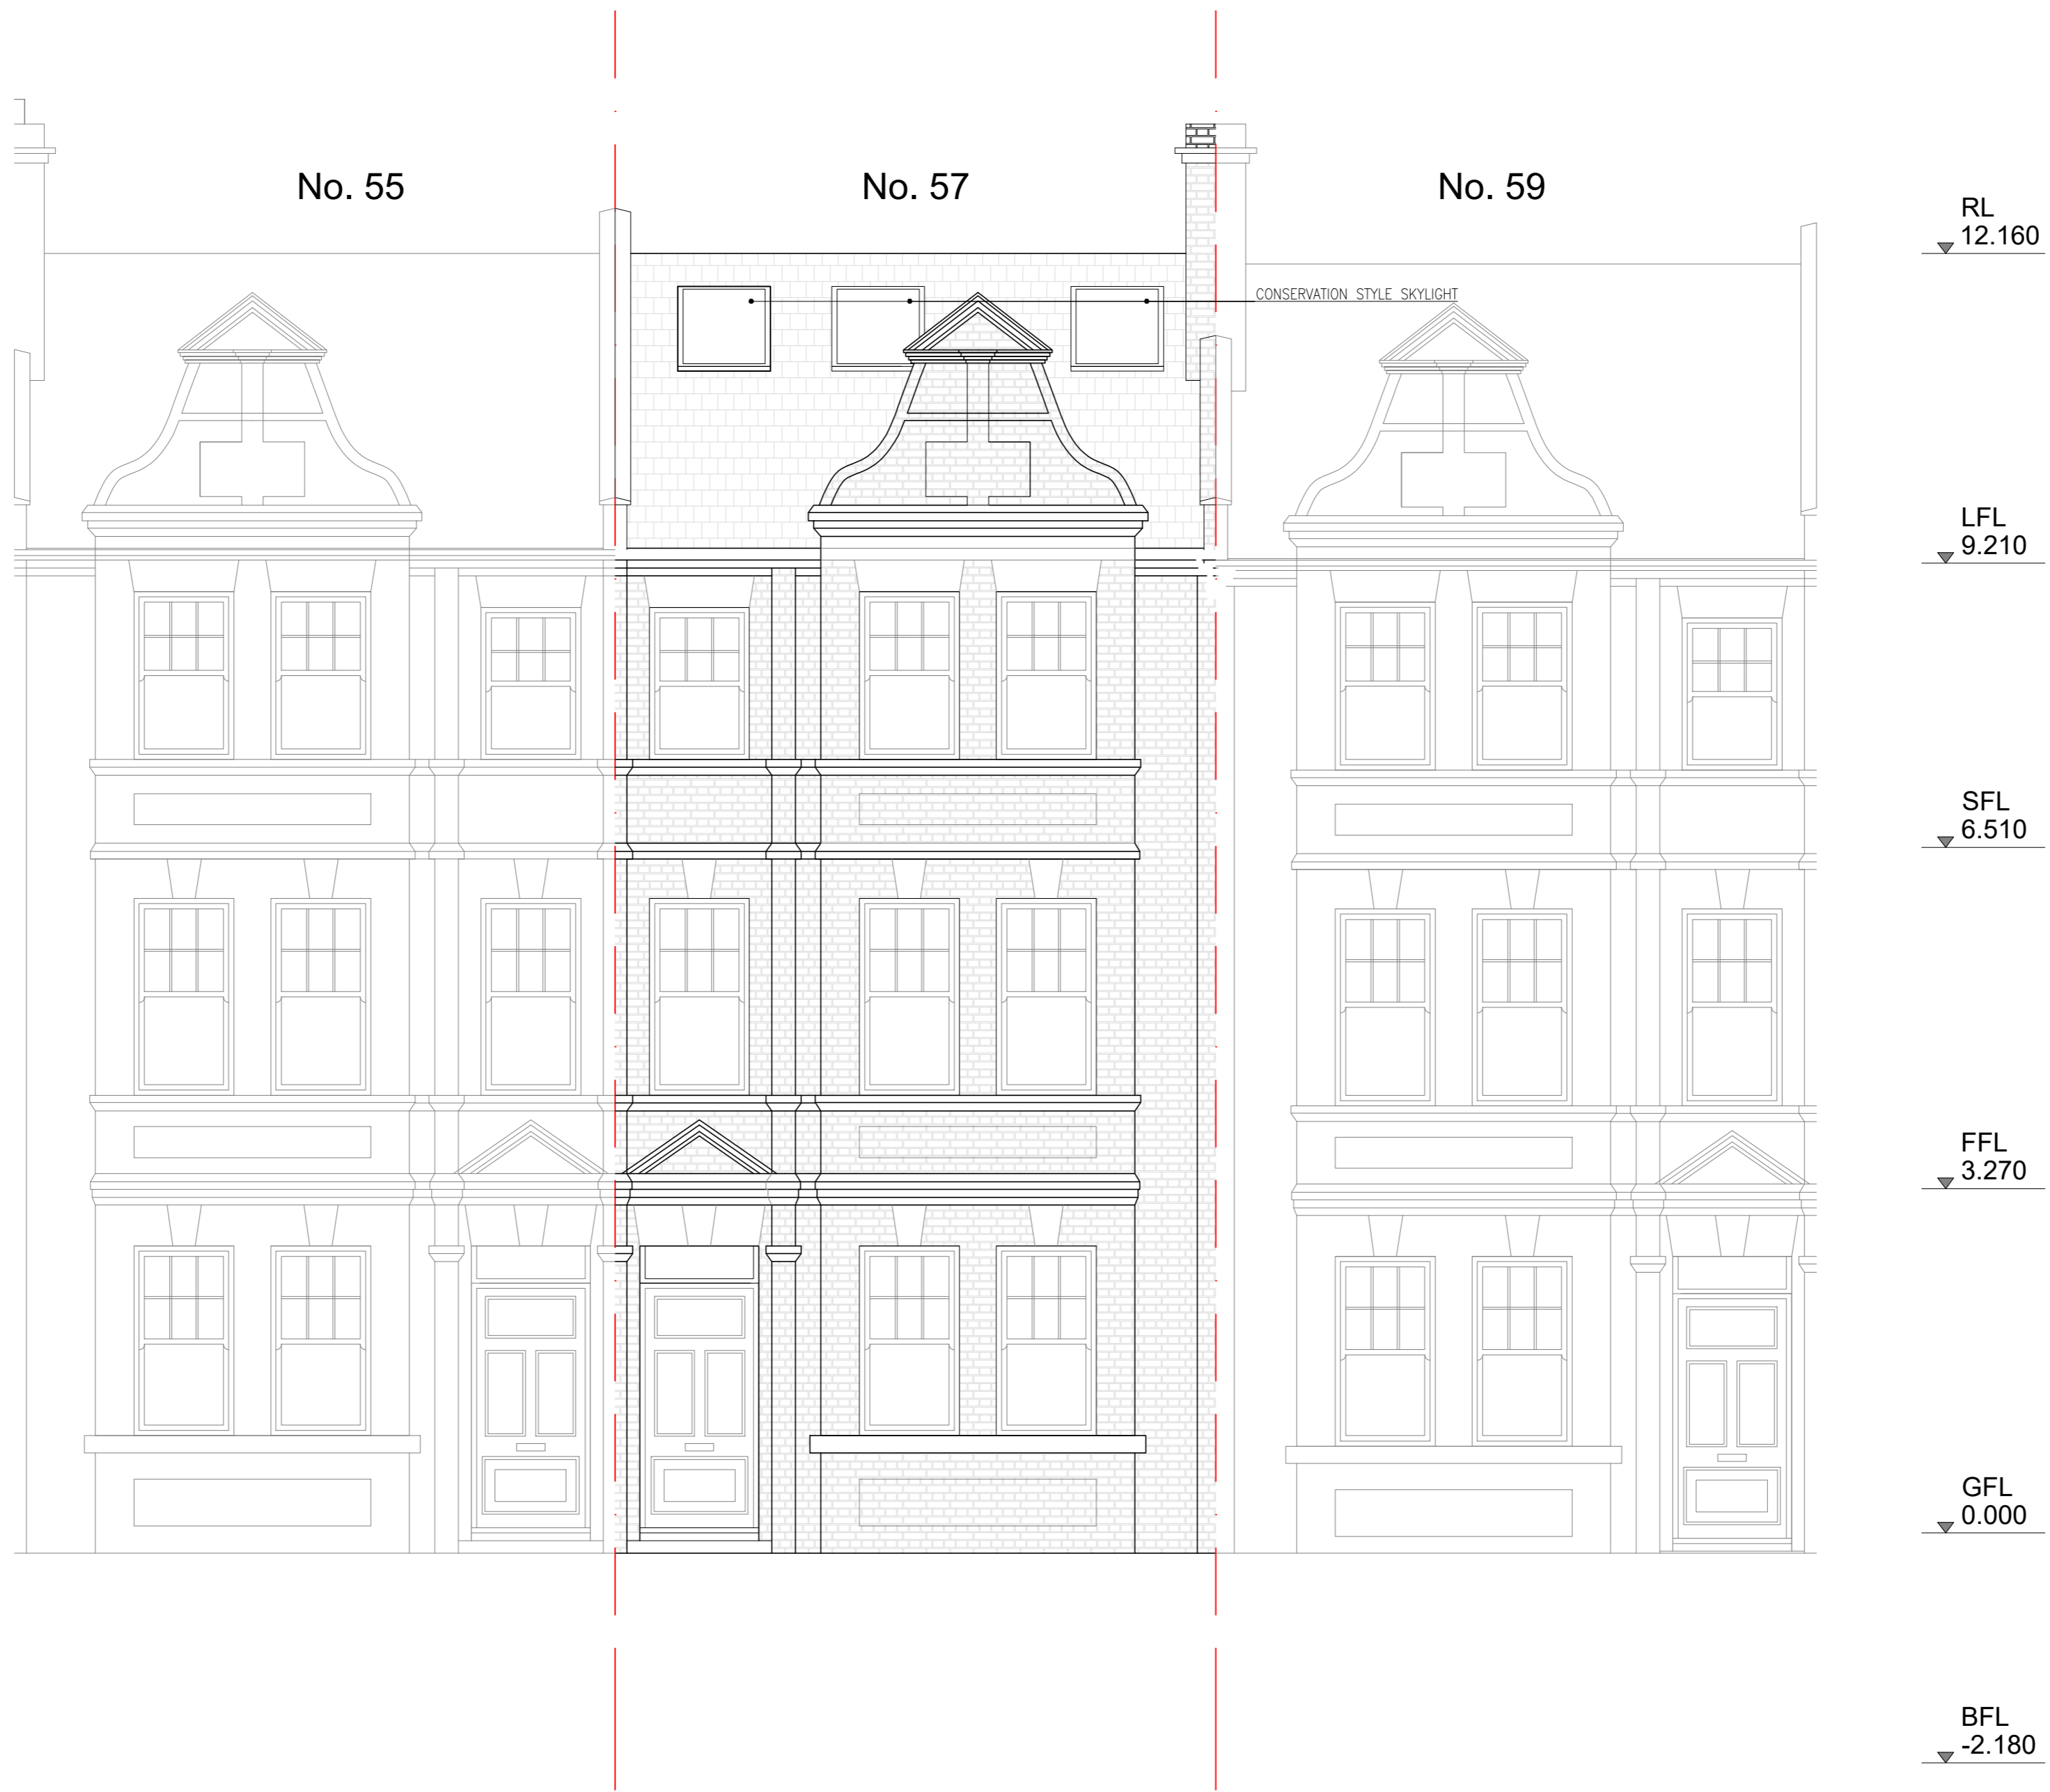 No. 55
No. 57
No. 59
CONSERVATION STYLE SKYLIGHT
RL
12.160
LFL
9.210
SFL
6.510
FFL
3.270
GFL
0.000
BFL
-2.180